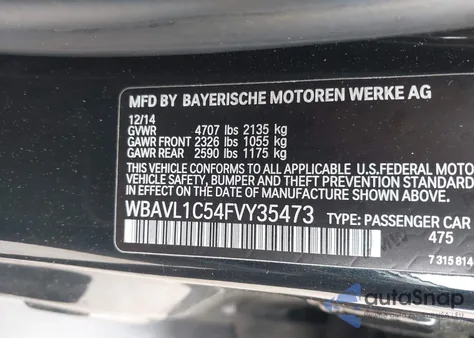 MFD BY BAYERISCHE MOTOREN WERKE AG
12/14
GVWR 4707 lbs 2135 kg
GAWR FRONT 2326 lbs 1055 kg
GAWR REAR 2590 lbs 1175 kg
THIS VEHICLE CONFORMS TO ALL APPLICABLE U.S.FEDERAL MOT
VEHICLE SAFETY, BUMPER AND THEFT PREVENTION STANDARD
EFFECT ON THE DATE OF MANUFACTURE SHOWN ABOVE.
WBAVL1C54FVY35473 TYPE: PASSENGER CAR
475
7 315 814
autoSnap